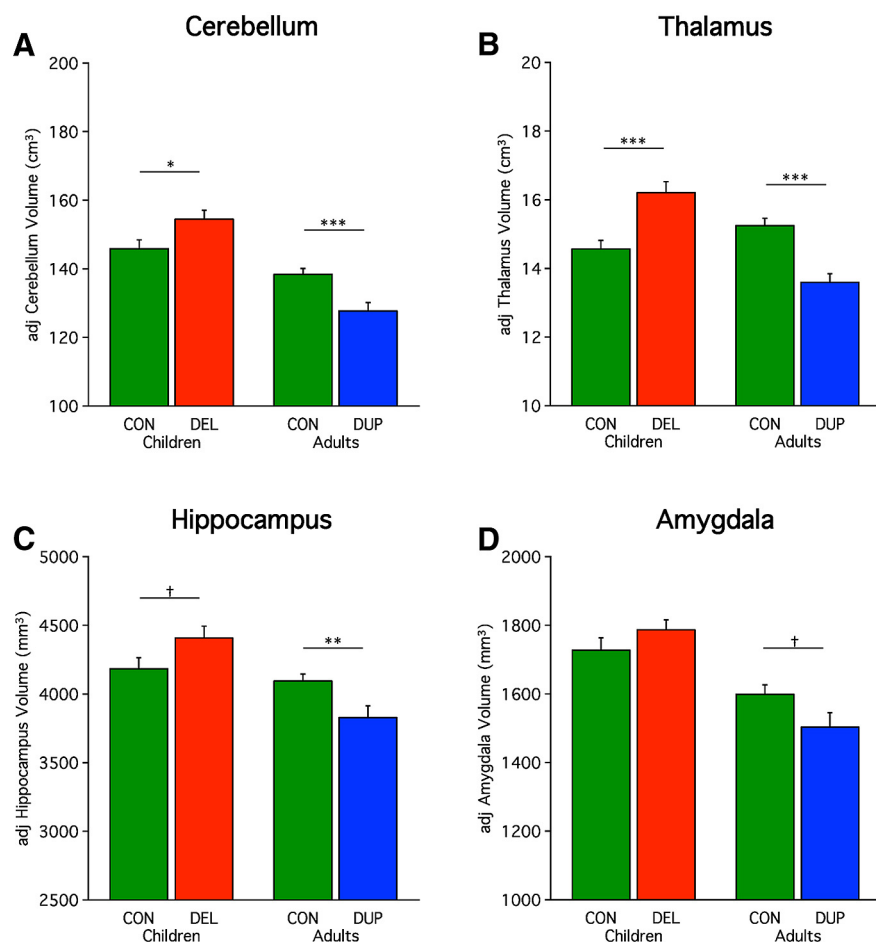 A
Cerebellum
adj Cerebellum Volume (cm³)
200
180
160
140
120
100
*
***
CON DEL CON DUP
Children Adults
B
Thalamus
adj Thalamus Volume (cm³)
20
18
16
14
12
10
***
***
CON DEL CON DUP
Children Adults
C
Hippocampus
adj Hippocampus Volume (mm³)
5000
4500
4000
3500
3000
2500
†
**
CON DEL CON DUP
Children Adults
D
Amygdala
adj Amygdala Volume (mm³)
2000
1800
1600
1400
1200
1000
†
CON DEL CON DUP
Children Adults